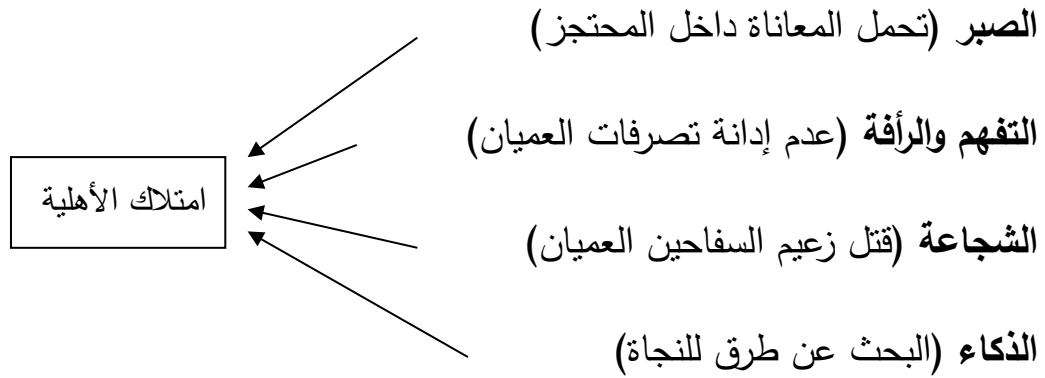 الصبر (تحمل المعاناة داخل المحتجز)
التفهم والرأفة (عدم إدانة تصرفات العميان)
امتلاك الأهلية
الشجاعة (قتل زعيم السفاحين العميان)
الذكاء (البحث عن طرق للنجاة)